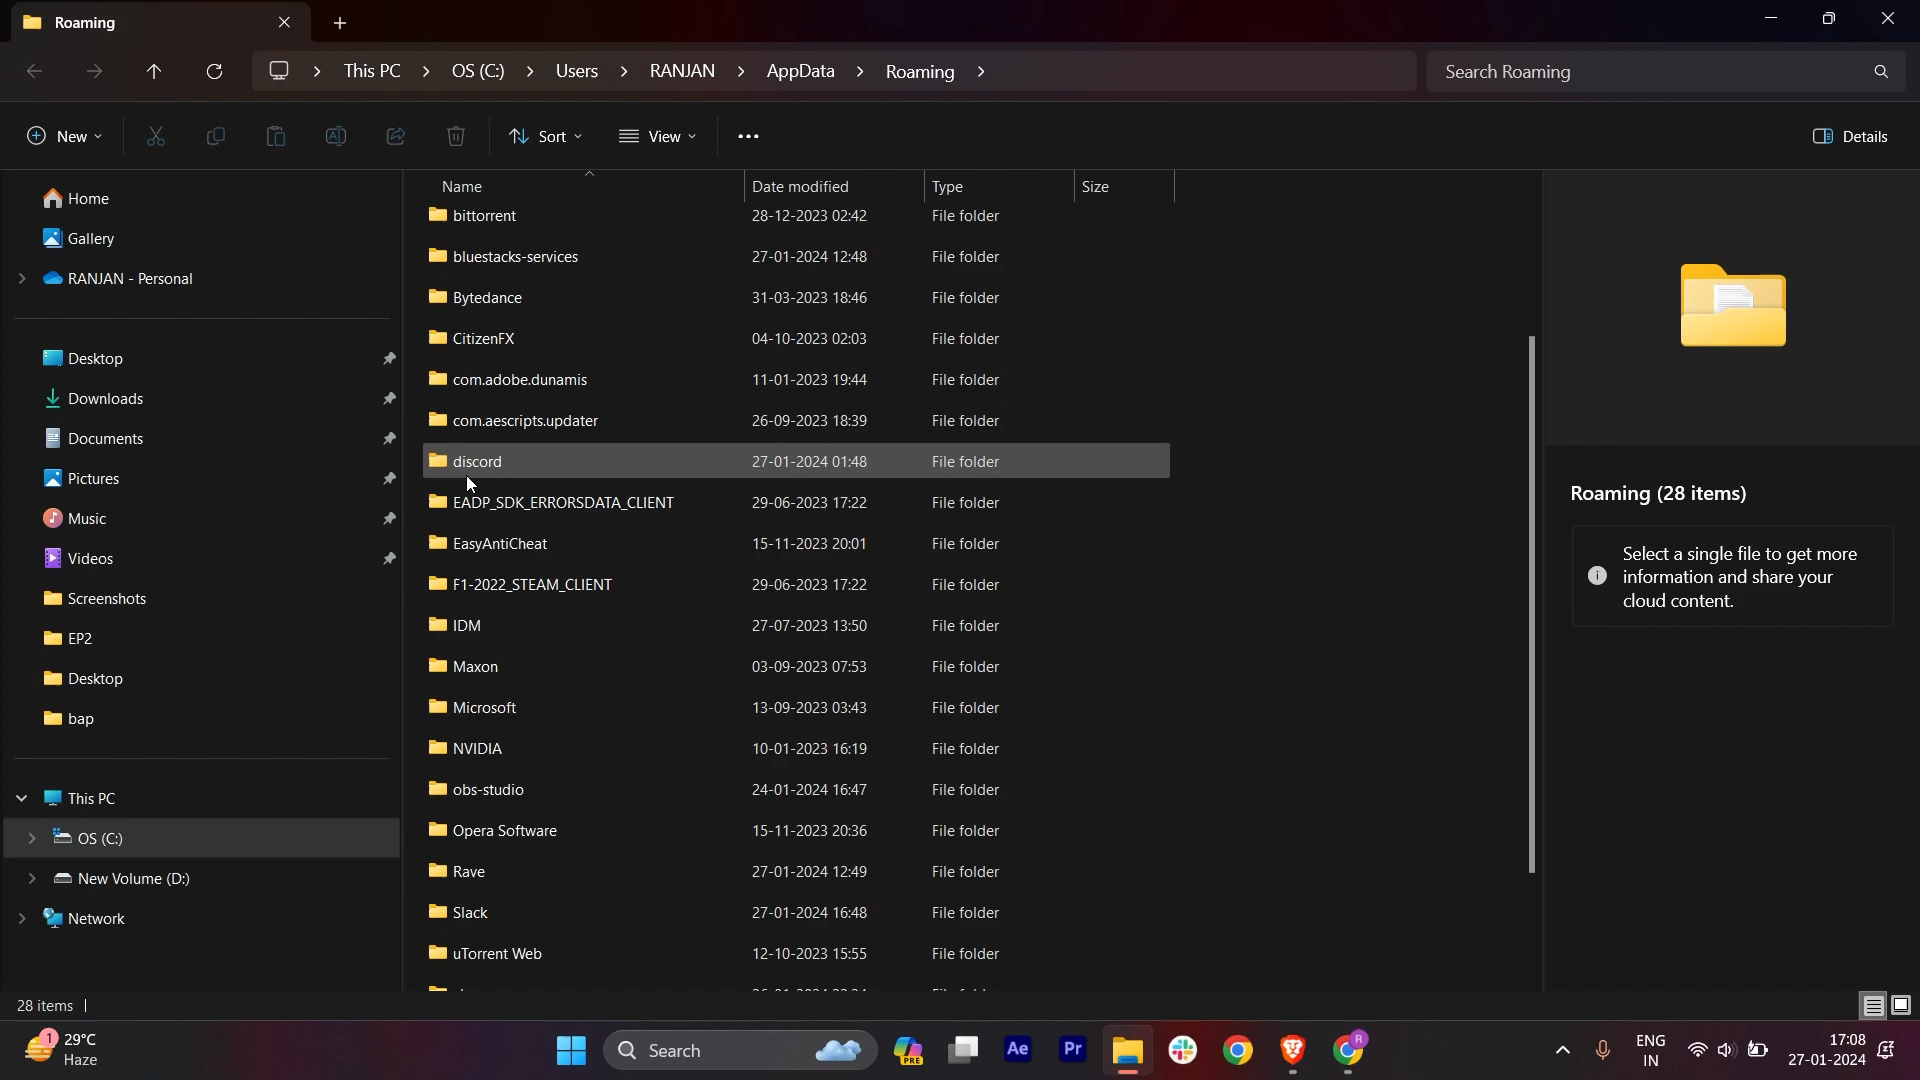 Roaming
This PC OS (C:) Users RANJAN AppData Roaming Search Roaming
New Sort View Details
Home
Gallery
RANJAN - Personal
Desktop
Downloads
Documents
Pictures
Music
Videos
Screenshots
EP2
Desktop
bap
This PC
OS (C:)
New Volume (D:)
Network
Name Date modified Type Size
bittorrent 28-12-2023 02:42 File folder
bluestacks-services 27-01-2024 12:48 File folder
Bytedance 31-03-2023 18:46 File folder
CitizenFX 04-10-2023 02:03 File folder
com.adobe.dunamis 11-01-2023 19:44 File folder
com.aescripts.updater 26-09-2023 18:39 File folder
discord 27-01-2024 01:48 File folder
EADP_SDK_ERRORSDATA_CLIENT 29-06-2023 17:22 File folder
EasyAntiCheat 15-11-2023 20:01 File folder
F1-2022_STEAM_CLIENT 29-06-2023 17:22 File folder
IDM 27-07-2023 13:50 File folder
Maxon 03-09-2023 07:53 File folder
Microsoft 13-09-2023 03:43 File folder
NVIDIA 10-01-2023 16:19 File folder
obs-studio 24-01-2024 16:47 File folder
Opera Software 15-11-2023 20:36 File folder
Rave 27-01-2024 12:49 File folder
Slack 27-01-2024 16:48 File folder
uTorrent Web 12-10-2023 15:55 File folder
Roaming (28 items)
Select a single file to get more
information and share your
cloud content.
28 items
1 29°C
Haze
Search
PRE
Ae
Pr
R
ENG
IN
17:08
27-01-2024